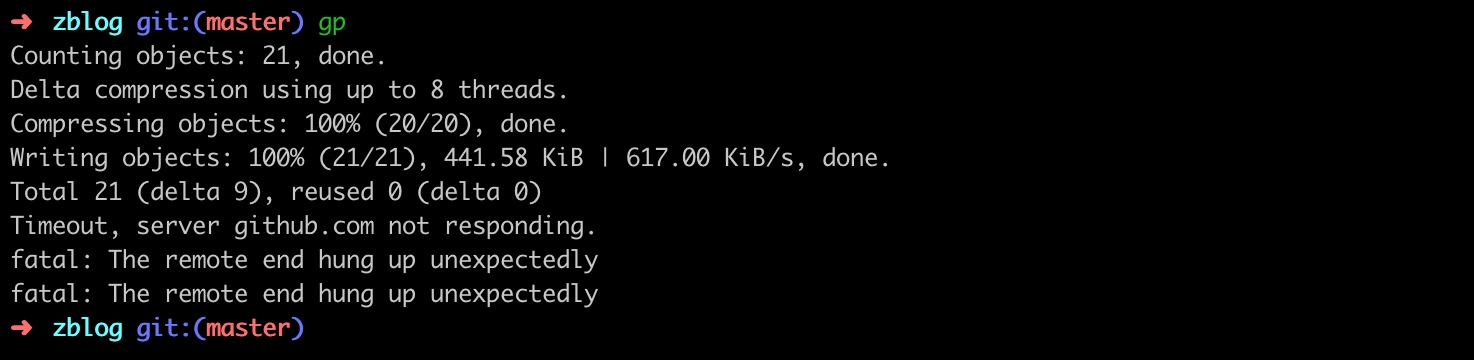 ➜ zblog git:(master) gp
Counting objects: 21, done.
Delta compression using up to 8 threads.
Compressing objects: 100% (20/20), done.
Writing objects: 100% (21/21), 441.58 KiB | 617.00 KiB/s, done.
Total 21 (delta 9), reused 0 (delta 0)
Timeout, server github.com not responding.
fatal: The remote end hung up unexpectedly
fatal: The remote end hung up unexpectedly
➜ zblog git:(master)